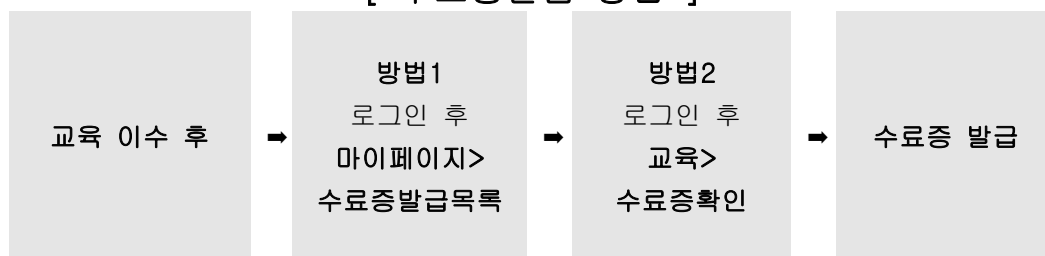 교육 이수 후
➡
방법1
로그인 후
마이페이지>
수료증발급목록
➡
방법2
로그인 후
교육>
수료증확인
➡
수료증 발급